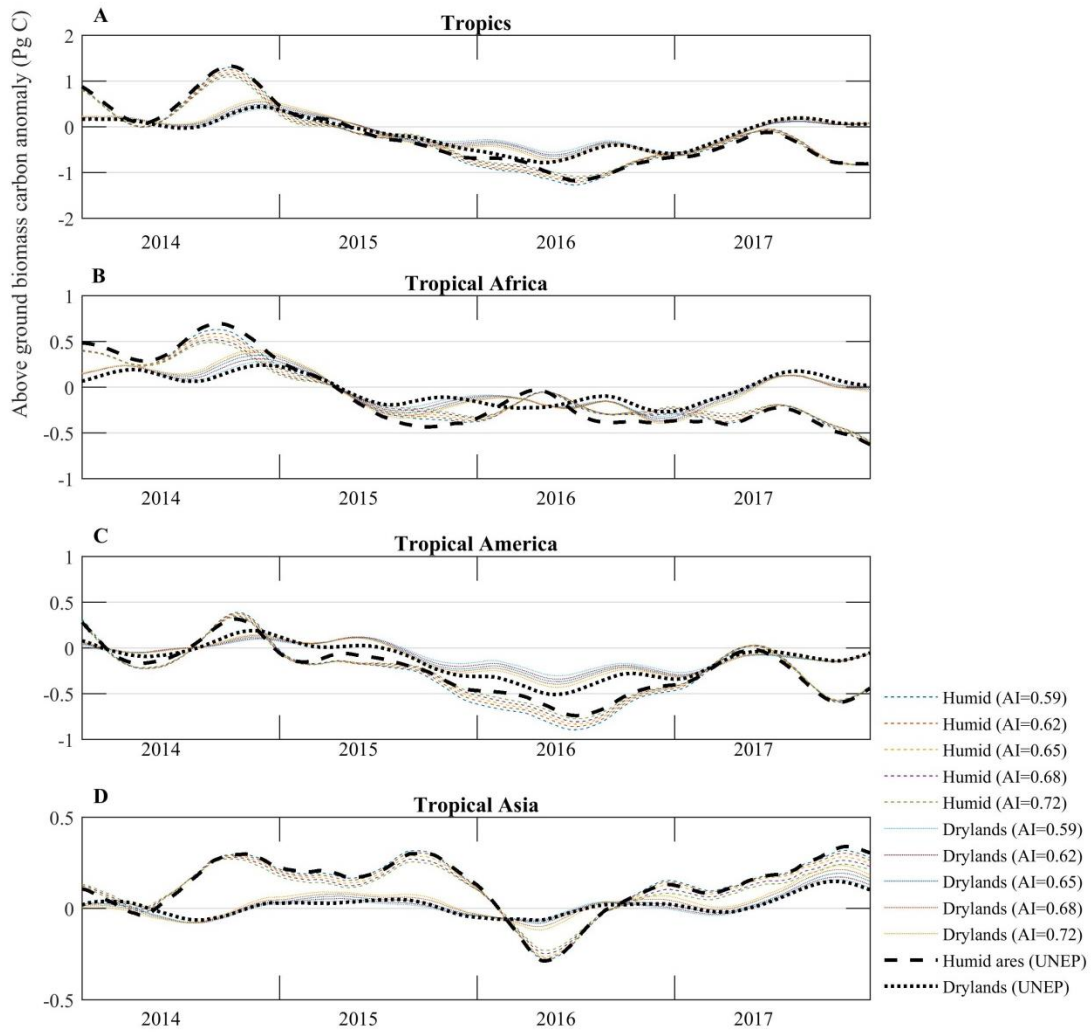 Above ground biomass carbon anomaly (Pg C)
A
Tropics
2
1
0
-1
-2
2014 2015 2016 2017
B
Tropical Africa
1
0.5
0
-0.5
-1
2014 2015 2016 2017
C
Tropical America
1
0.5
0
-0.5
-1
2014 2015 2016 2017
D
Tropical Asia
0.5
0
-0.5
2014 2015 2016 2017
Humid (AI=0.59)
Humid (AI=0.62)
Humid (AI=0.65)
Humid (AI=0.68)
Humid (AI=0.72)
Drylands (AI=0.59)
Drylands (AI=0.62)
Drylands (AI=0.65)
Drylands (AI=0.68)
Drylands (AI=0.72)
Humid ares (UNEP)
Drylands (UNEP)